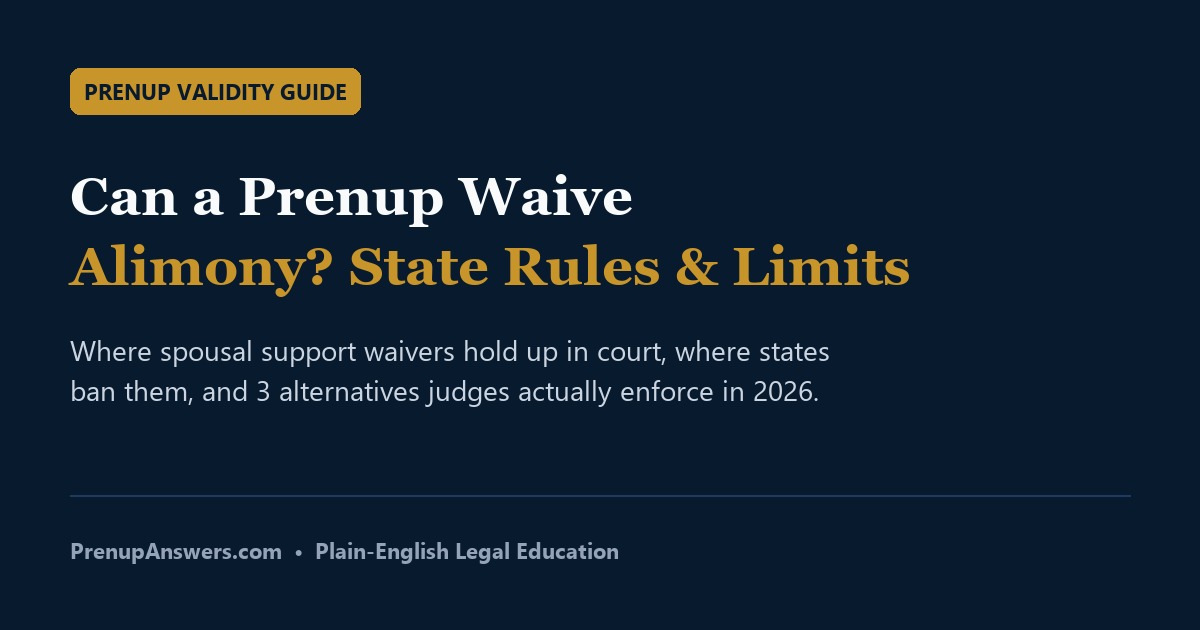 PRENUP VALIDITY GUIDE
Can a Prenup Waive
Alimony? State Rules & Limits
Where spousal support waivers hold up in court, where states
ban them, and 3 alternatives judges actually enforce in 2026.
PrenupAnswers.com • Plain-English Legal Education